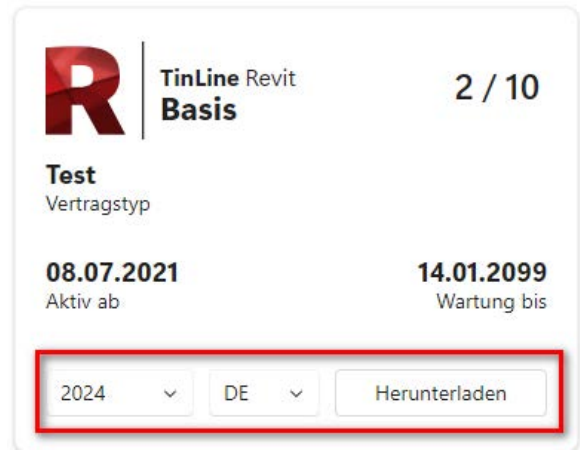 R
TinLine Revit
Basis
2 / 10
Test
Vertragstyp
08.07.2021 14.01.2099
Aktiv ab Wartung bis
2024 DE Herunterladen